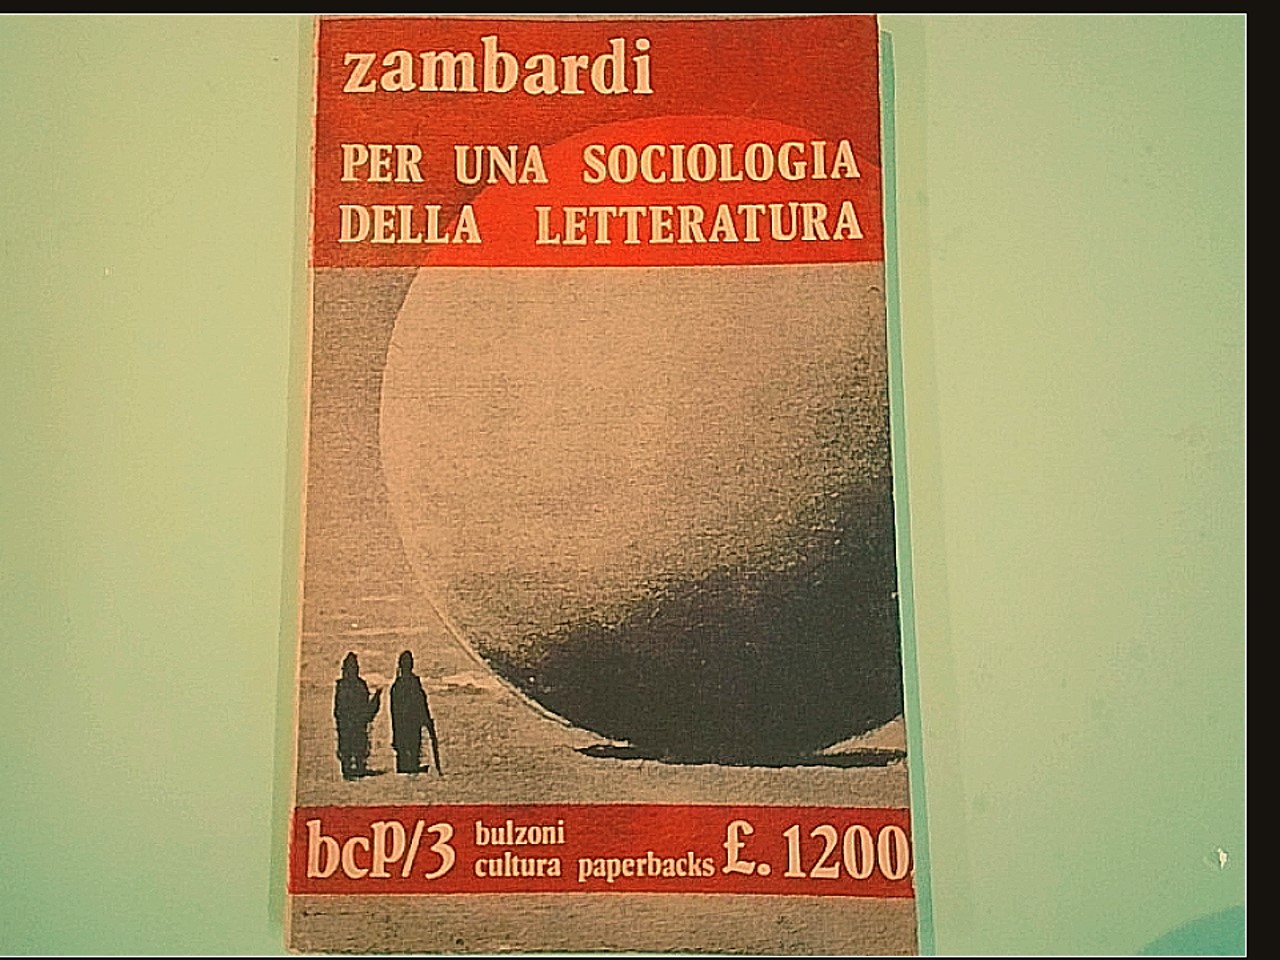 zambardi
PER UNA SOCIOLOGIA
DELLA LETTERATURA
bcp/3 bulzoni
cultura paperbacks £. 1200